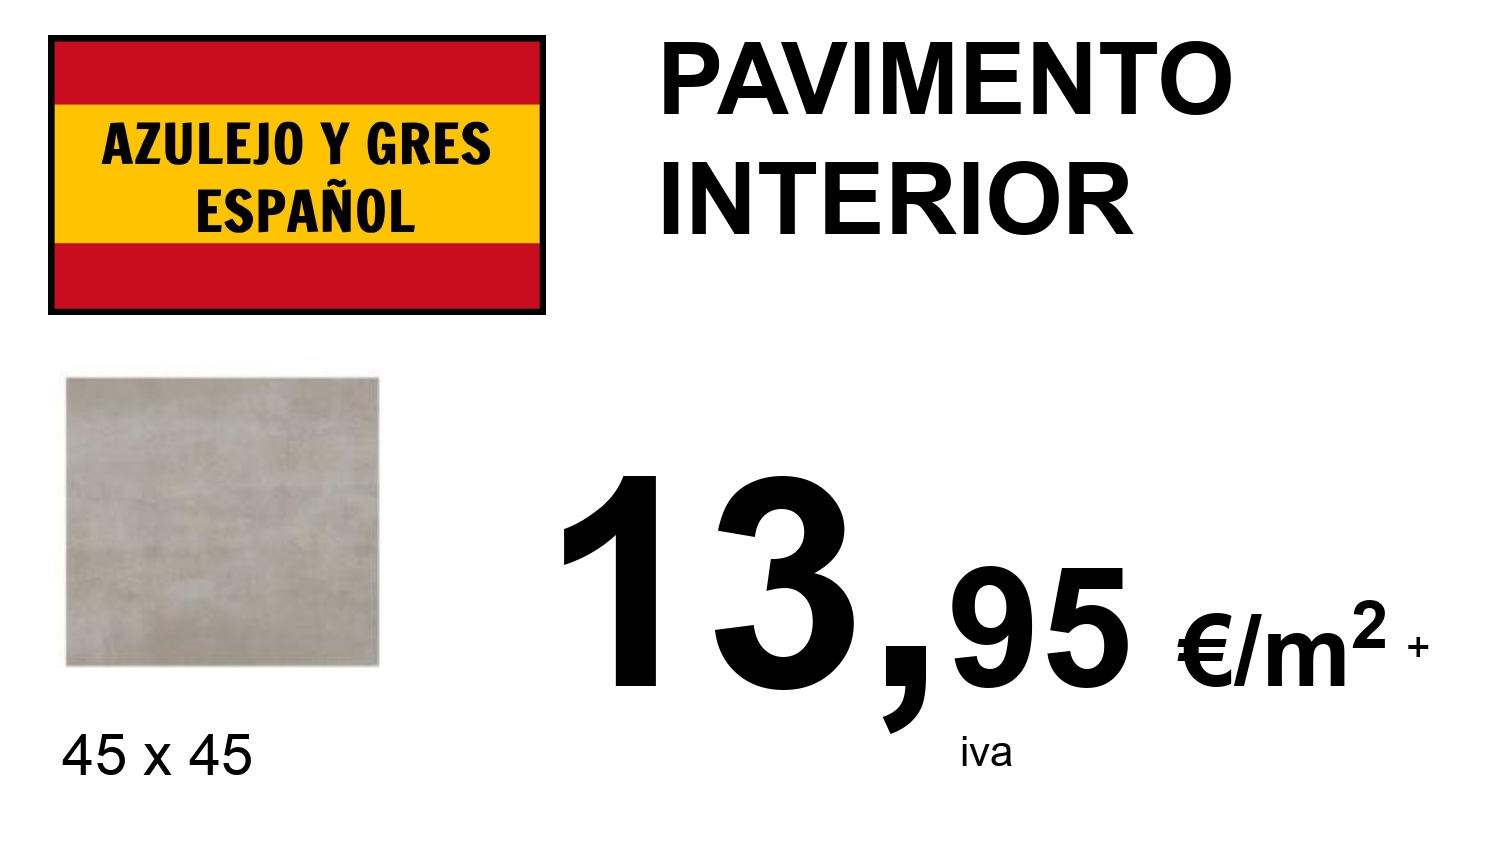 AZULEJO Y GRES
ESPAÑOL
PAVIMENTO
INTERIOR
45 x 45
13,95 €/m² +
iva